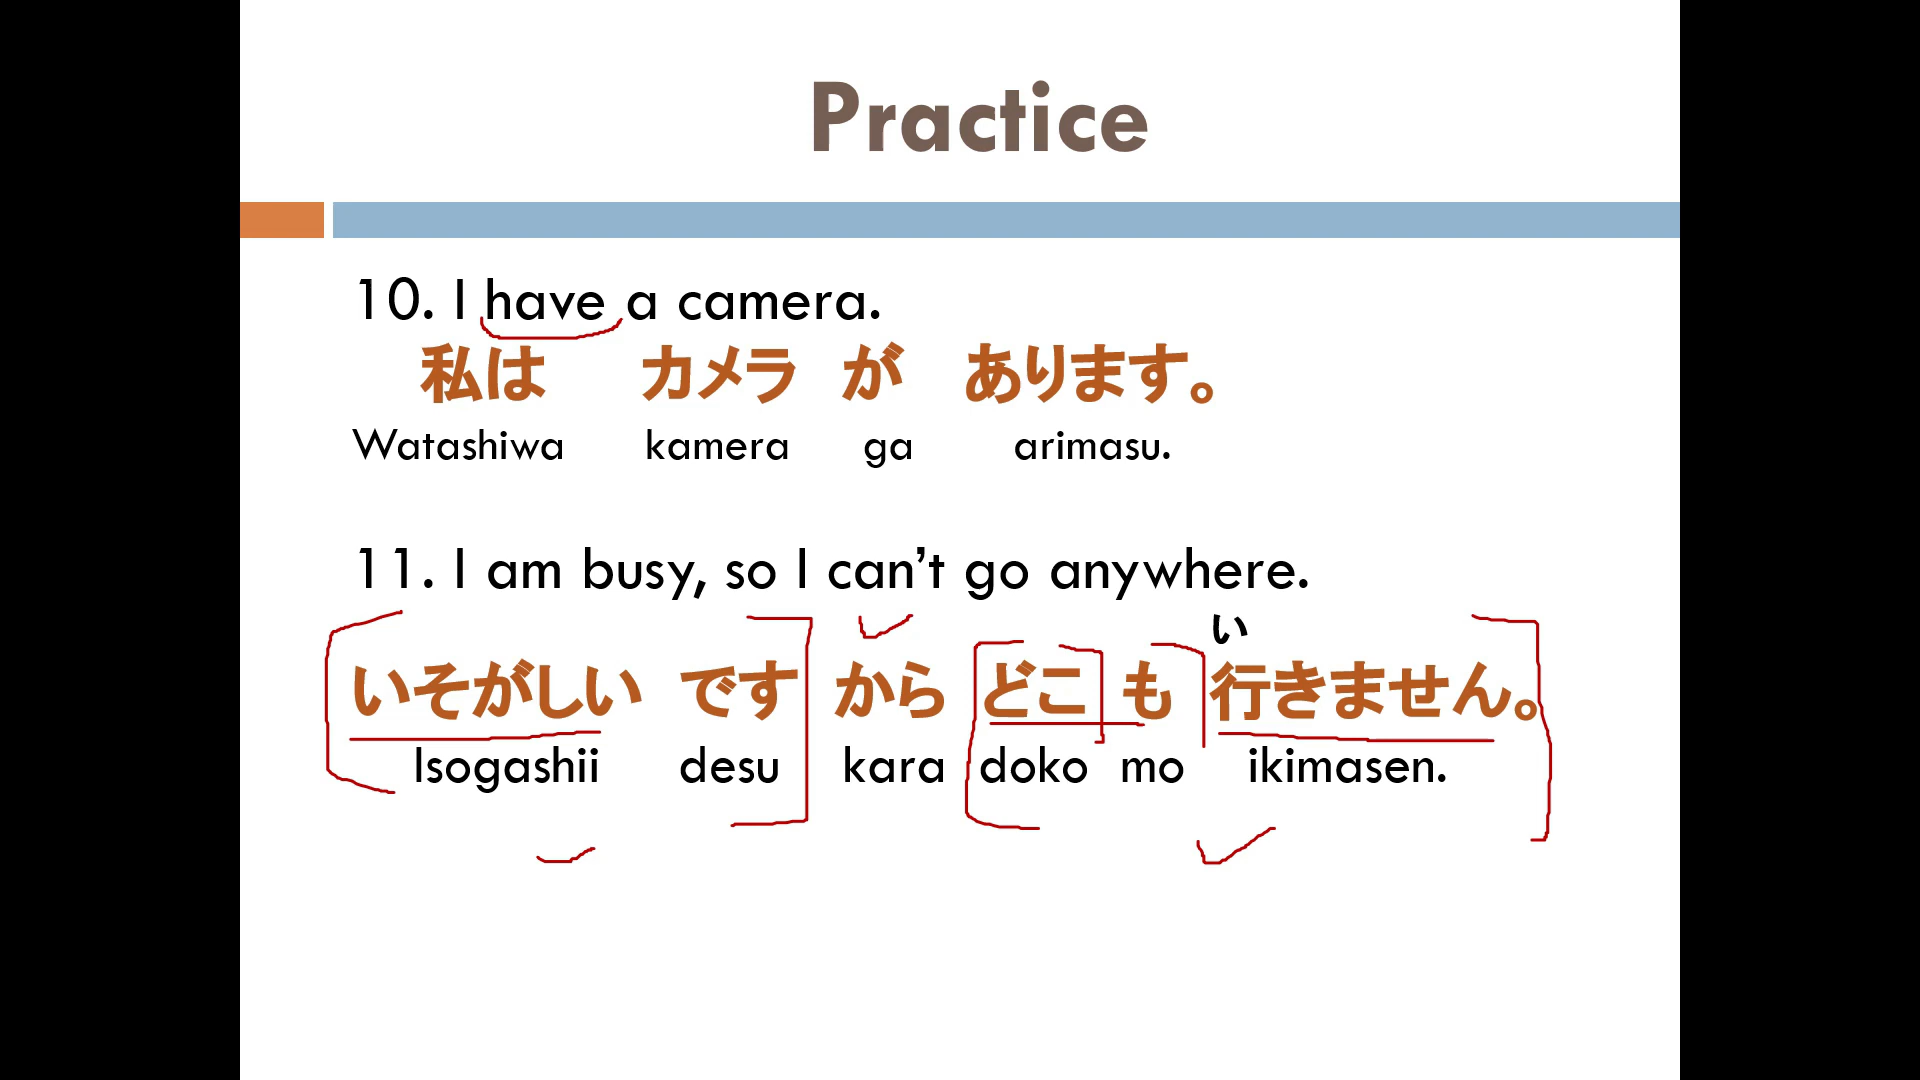 Practice
10. I have a camera.
私は カメラ が あります。
Watashiwa kamera ga arimasu.
11. I am busy, so I can't go anywhere.
い
いそがしい です から どこ も 行きません。
Isogashii desu kara doko mo ikimasen.